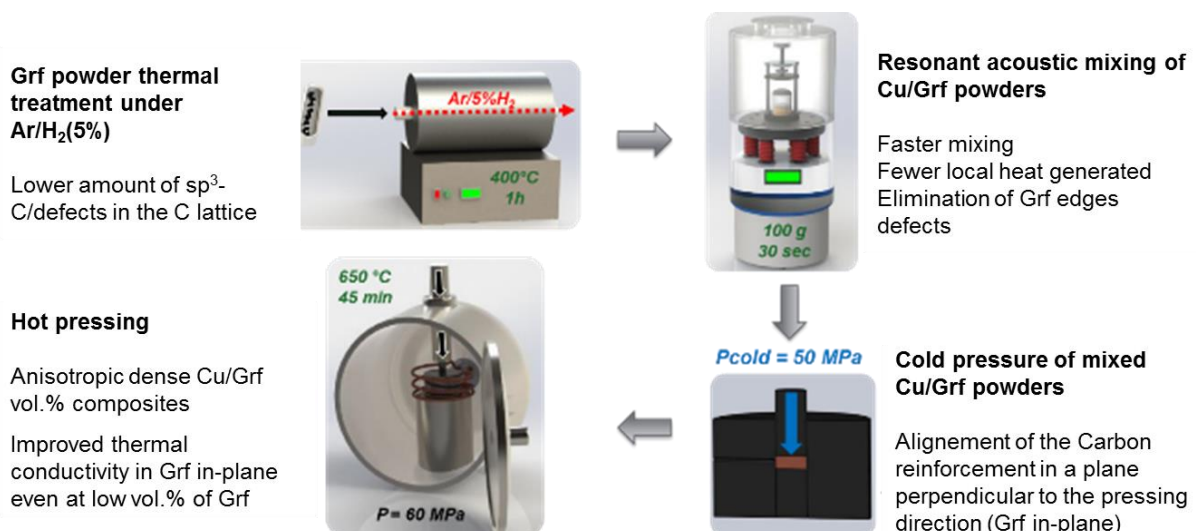 Grf powder thermal
treatment under
Ar/H₂(5%)
Lower amount of sp³-
C/defects in the C lattice
Ar/5%H₂
400°C
1h
100 g
30 sec
Resonant acoustic mixing of
Cu/Grf powders
Faster mixing
Fewer local heat generated
Elimination of Grf edges
defects
Pcold = 50 MPa
Cold pressure of mixed
Cu/Grf powders
Alignement of the Carbon
reinforcement in a plane
perpendicular to the pressing
direction (Grf in-plane)
650 °C
45 min
P= 60 MPa
Hot pressing
Anisotropic dense Cu/Grf
vol.% composites
Improved thermal
conductivity in Grf in-plane
even at low vol.% of Grf